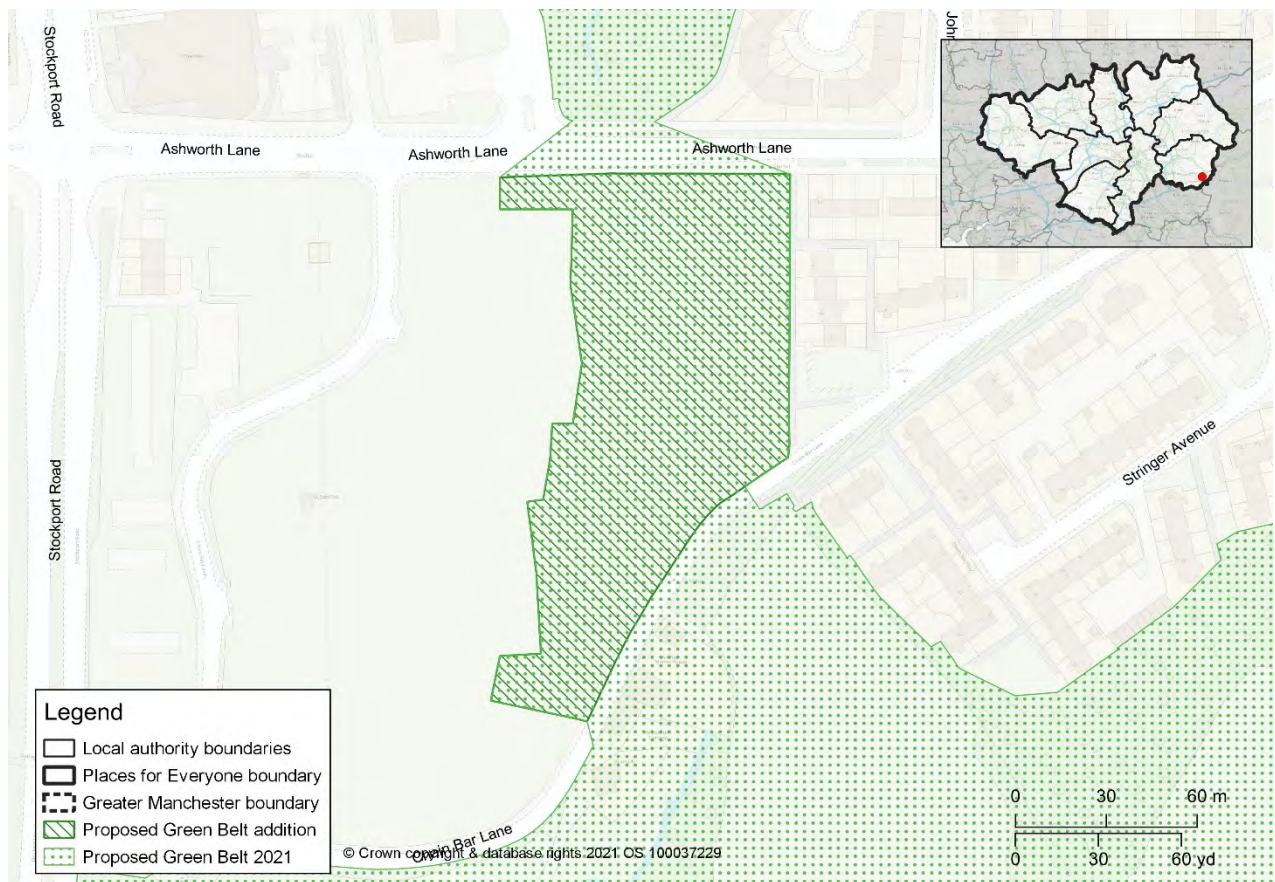 Stockport Road
John
Ashworth Lane
Ashworth Lane
Ashworth Lane
Stockport Road
Stringer Avenue
Legend
Local authority boundaries
Places for Everyone boundary
Greater Manchester boundary
Proposed Green Belt addition
Proposed Green Belt 2021
Chain Bar Lane
© Crown copyright & database rights 2021 OS 100037229
0 30 60 m
0 30 60 yd